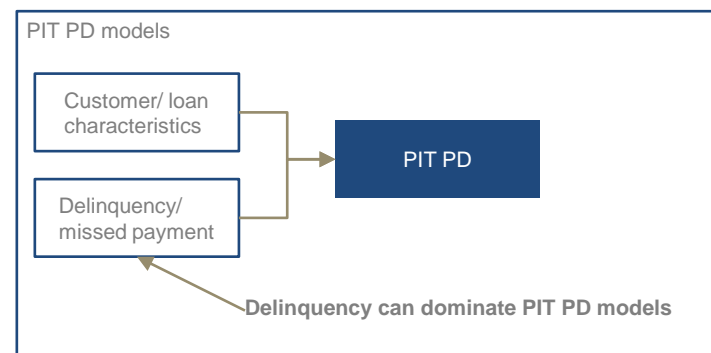 PIT PD models
Customer/ loan
characteristics
PIT PD
Delinquency/
missed payment
Delinquency can dominate PIT PD models